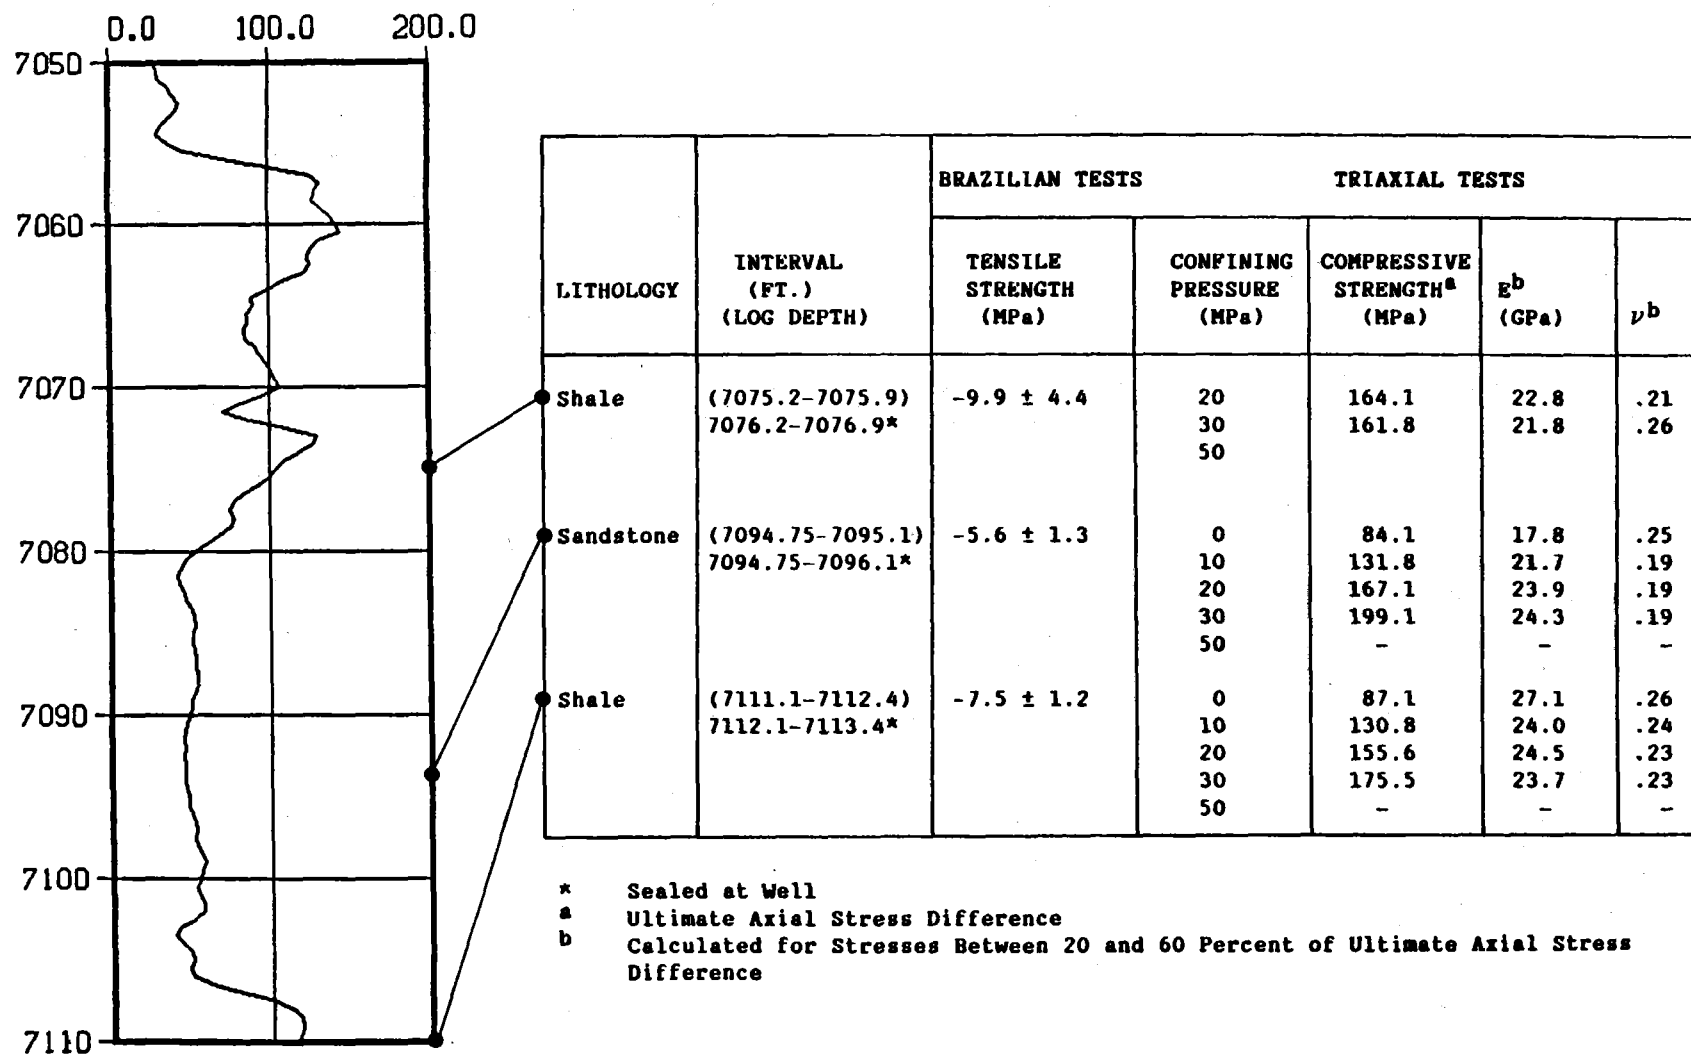 0.0 100.0 200.0
7050
7060
7070
7080
7090
7100
7110
BRAZILIAN TESTS TRIAXIAL TESTS
LITHOLOGY
INTERVAL
(FT.)
(LOG DEPTH)
TENSILE
STRENGTH
(MPa)
CONFINING
PRESSURE
(MPa)
COMPRESSIVE
STRENGTHa
(MPa)
Eb
(GPa)
νb
Shale (7075.2-7075.9) -9.9 ± 4.4 20 164.1 22.8 .21
7076.2-7076.9* 30 161.8 21.8 .26
50
Sandstone (7094.75-7095.1) -5.6 ± 1.3 0 84.1 17.8 .25
7094.75-7096.1* 10 131.8 21.7 .19
20 167.1 23.9 .19
30 199.1 24.3 .19
50 - - -
Shale (7111.1-7112.4) -7.5 ± 1.2 0 87.1 27.1 .26
7112.1-7113.4* 10 130.8 24.0 .24
20 155.6 24.5 .23
30 175.5 23.7 .23
50 - - -
* Sealed at Well
a Ultimate Axial Stress Difference
b Calculated for Stresses Between 20 and 60 Percent of Ultimate Axial Stress
Difference